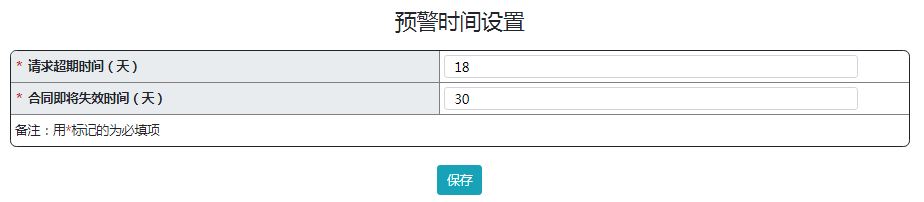 预警时间设置
* 请求超期时间（天）
18
* 合同即将失效时间（天）
30
备注：用*标记的为必填项
保存